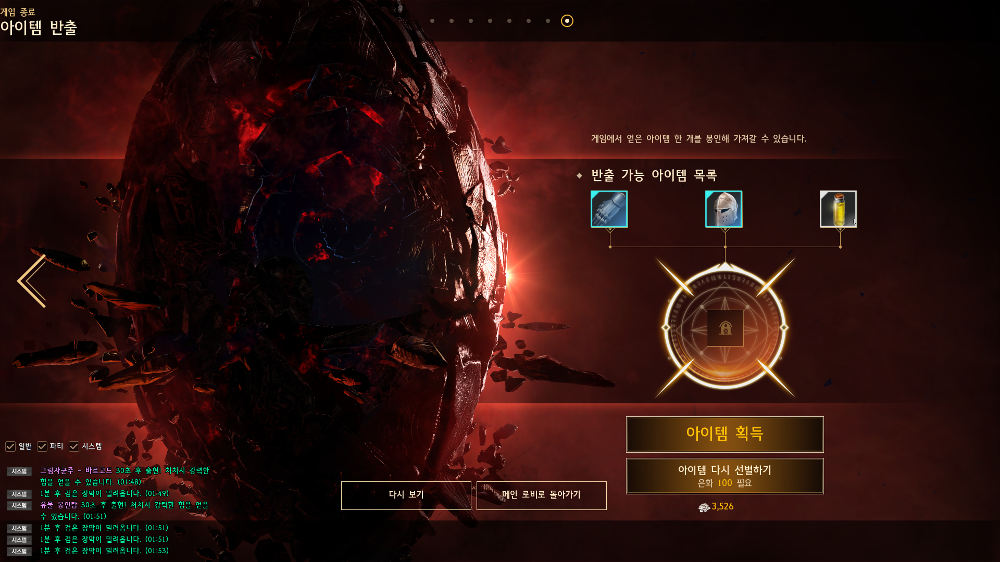 게임 종료
아이템 반출
게임에서 얻은 아이템 한 개를 봉인해 가져갈 수 있습니다.
반출 가능 아이템 목록
1
아이템 획득
아이템 다시 선별하기
은화 100 필요
3,526
다시 보기
메인 로비로 돌아가기
일반 파티 시스템
시스템 그림자군주 - 바르고드 30초 후 출현! 처치시 강력한
힘을 얻을 수 있습니다. (01:48)
시스템 1분 후 검은 장막이 밀려옵니다. (01:49)
시스템 유물 봉인탑 30초 후 출현! 처치시 강력한 힘을 얻을
수 있습니다. (01:51)
시스템 1분 후 검은 장막이 밀려옵니다. (01:51)
시스템 1분 후 검은 장막이 밀려옵니다. (01:51)
시스템 1분 후 검은 장막이 밀려옵니다. (01:53)